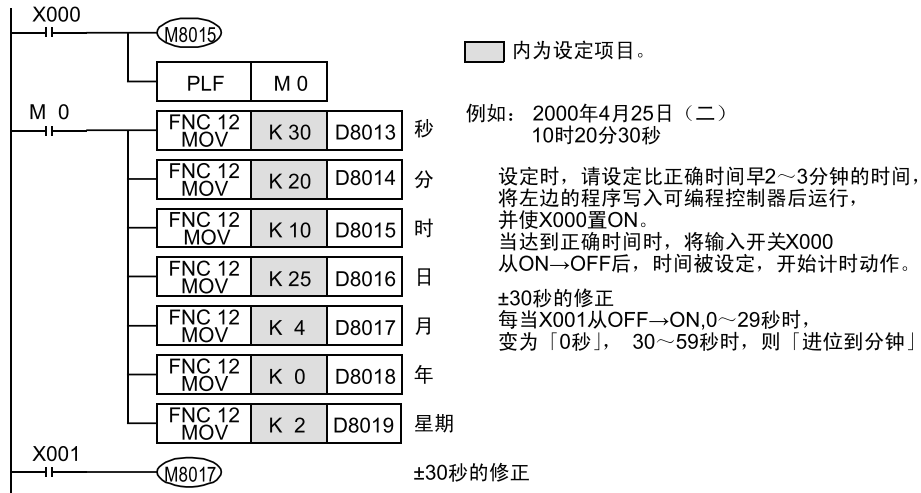 X000
M8015
PLF M 0
M 0
FNC 12 MOV K 30 D8013 秒
FNC 12 MOV K 20 D8014 分
FNC 12 MOV K 10 D8015 时
FNC 12 MOV K 25 D8016 日
FNC 12 MOV K 4 D8017 月
FNC 12 MOV K 0 D8018 年
FNC 12 MOV K 2 D8019 星期
X001
M8017 ±30秒的修正
内为设定项目。
例如： 2000年4月25日（二）
10时20分30秒
设定时，请设定比正确时间早2～3分钟的时间，
将左边的程序写入可编程控制器后运行，
并使X000置ON。
当达到正确时间时，将输入开关X000
从ON→OFF后，时间被设定，开始计时动作。
±30秒的修正
每当X001从OFF→ON,0～29秒时，
变为「0秒」， 30～59秒时，则「进位到分钟」